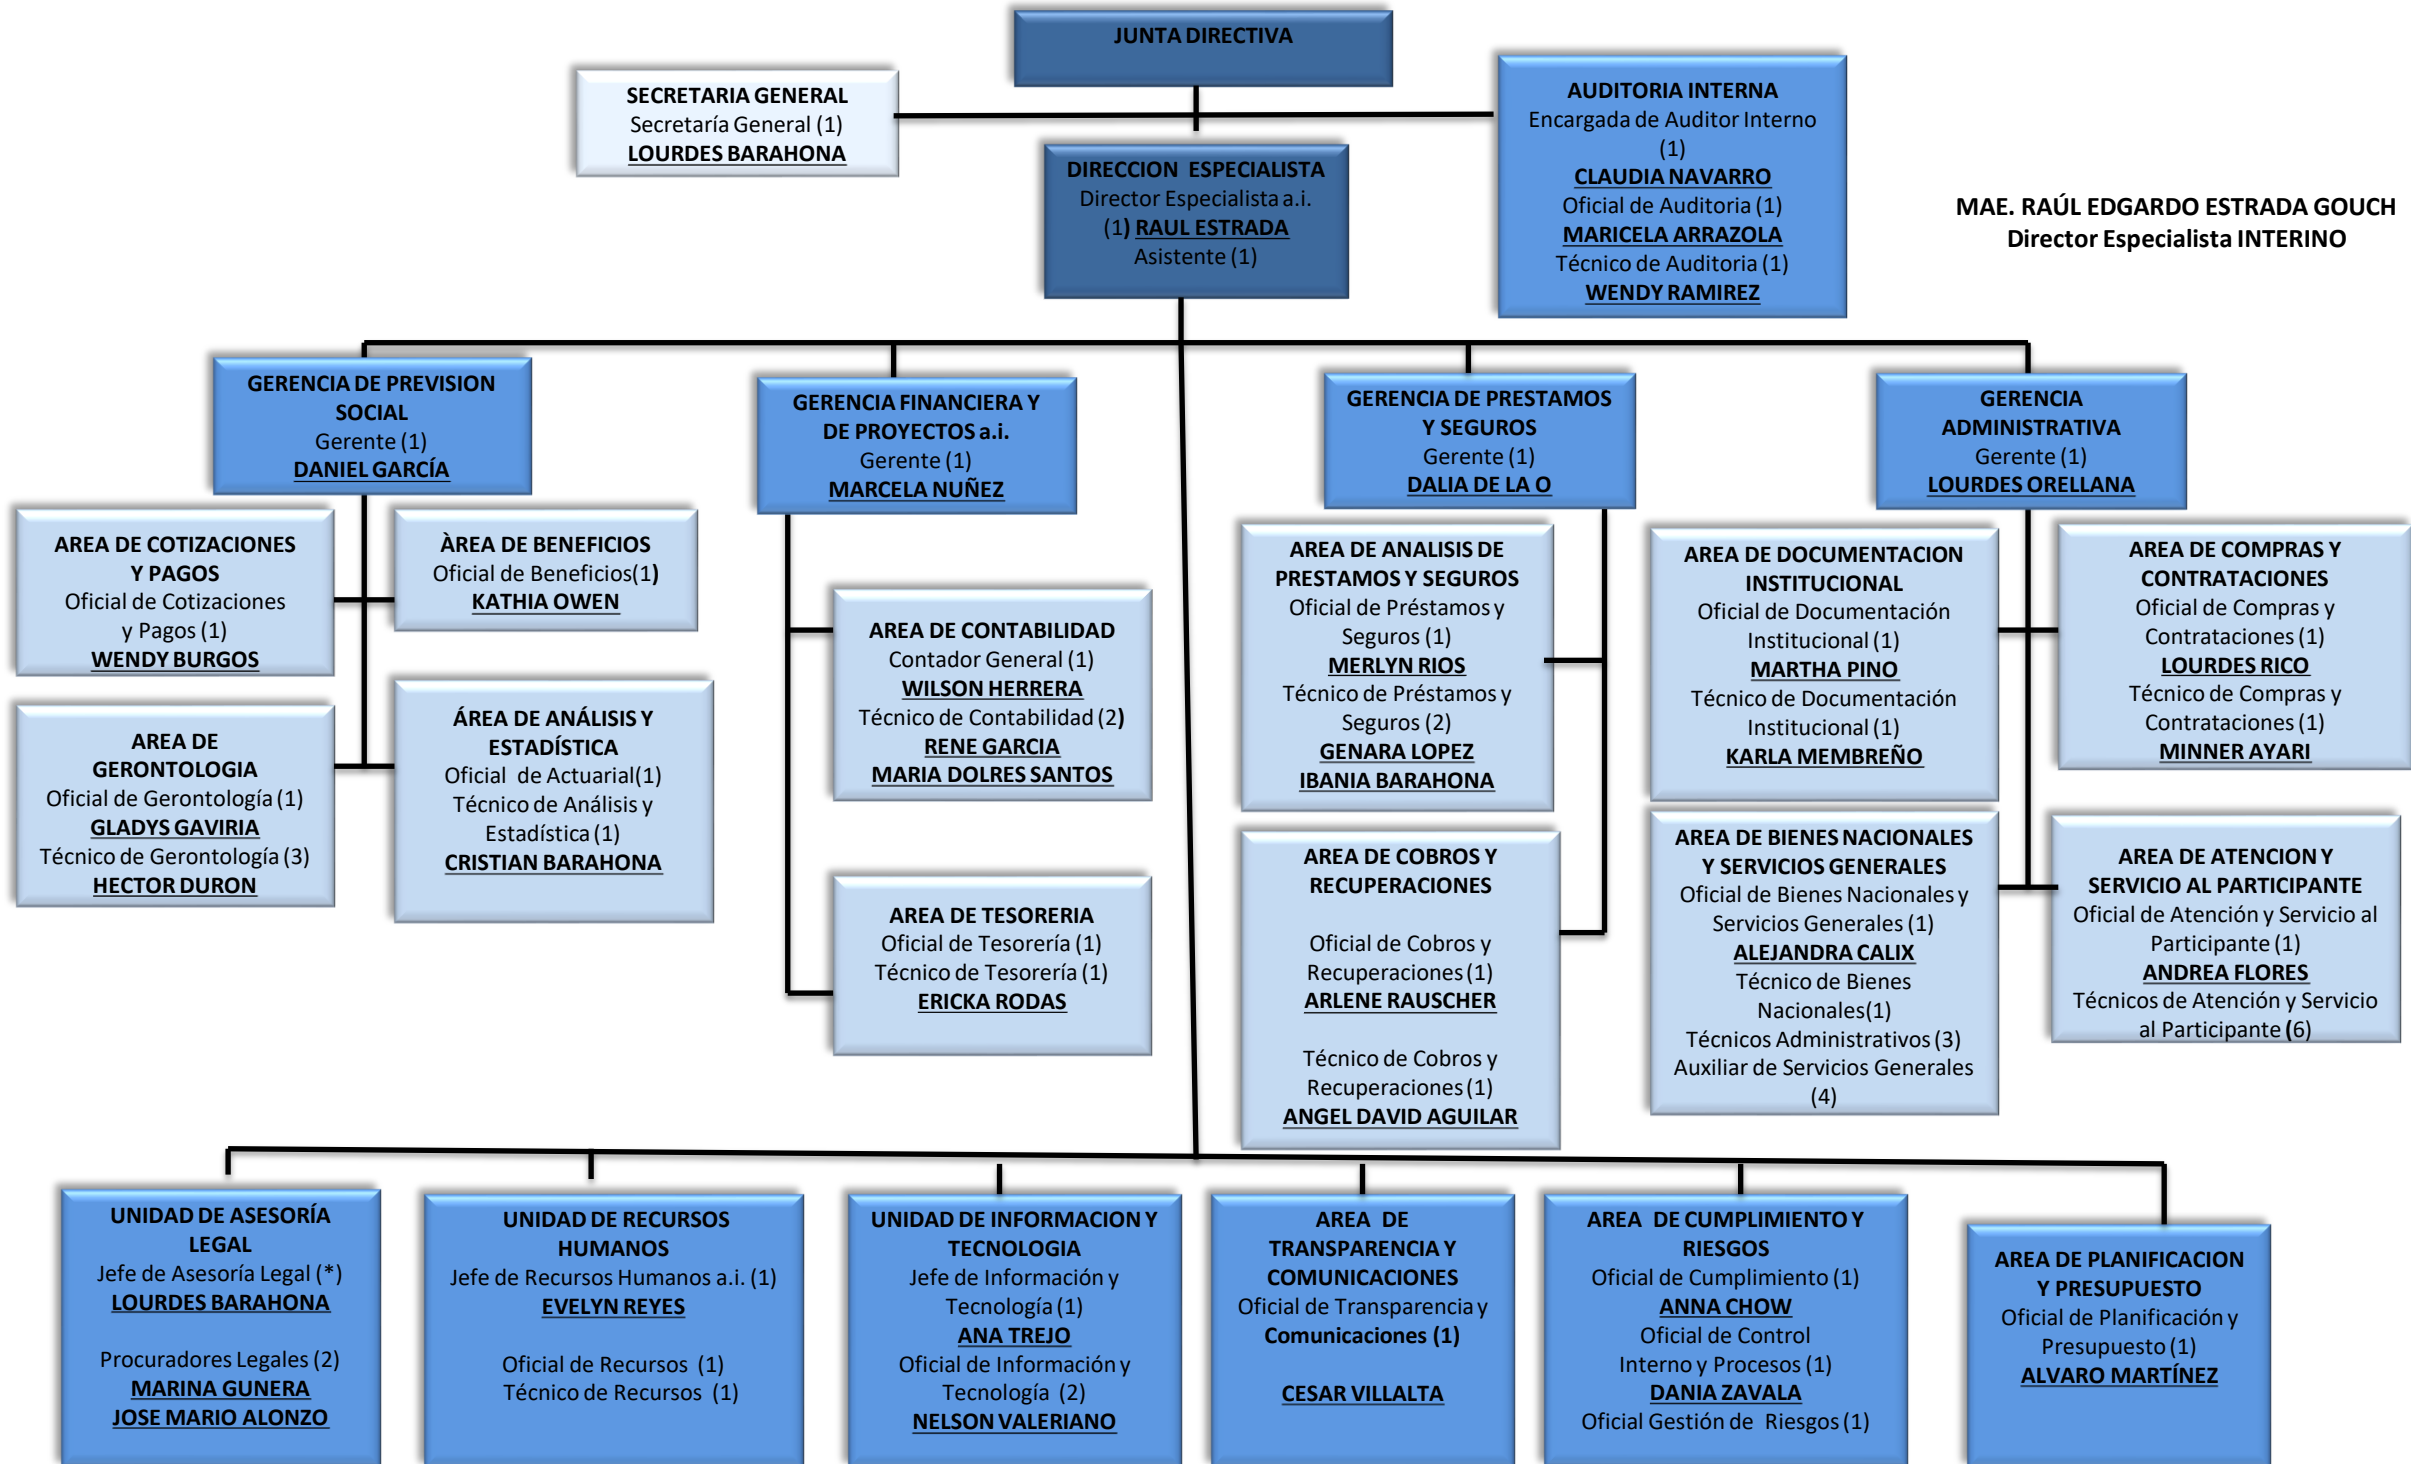 JUNTA DIRECTIVA
SECRETARIA GENERAL
Secretaría General (1)
LOURDES BARAHONA
AUDITORIA INTERNA
Encargada de Auditor Interno
(1)
CLAUDIA NAVARRO
Oficial de Auditoria (1)
MARICELA ARRAZOLA
Técnico de Auditoria (1)
WENDY RAMIREZ
DIRECCION ESPECIALISTA
Director Especialista a.i.
(1) RAUL ESTRADA
Asistente (1)
MAE. RAÚL EDGARDO ESTRADA GOUCH
Director Especialista INTERINO
GERENCIA DE PREVISION
SOCIAL
Gerente (1)
DANIEL GARCÍA
GERENCIA FINANCIERA Y
DE PROYECTOS a.i.
Gerente (1)
MARCELA NUÑEZ
GERENCIA DE PRESTAMOS
Y SEGUROS
Gerente (1)
DALIA DE LA O
GERENCIA
ADMINISTRATIVA
Gerente (1)
LOURDES ORELLANA
AREA DE COTIZACIONES
Y PAGOS
Oficial de Cotizaciones
y Pagos (1)
WENDY BURGOS
ÀREA DE BENEFICIOS
Oficial de Beneficios(1)
KATHIA OWEN
AREA DE
GERONTOLOGIA
Oficial de Gerontología (1)
GLADYS GAVIRIA
Técnico de Gerontología (3)
HECTOR DURON
ÁREA DE ANÁLISIS Y
ESTADÍSTICA
Oficial de Actuarial(1)
Técnico de Análisis y
Estadística (1)
CRISTIAN BARAHONA
AREA DE CONTABILIDAD
Contador General (1)
WILSON HERRERA
Técnico de Contabilidad (2)
RENE GARCIA
MARIA DOLRES SANTOS
AREA DE TESORERIA
Oficial de Tesorería (1)
Técnico de Tesorería (1)
ERICKA RODAS
AREA DE ANALISIS DE
PRESTAMOS Y SEGUROS
Oficial de Préstamos y
Seguros (1)
MERLYN RIOS
Técnico de Préstamos y
Seguros (2)
GENARA LOPEZ
IBANIA BARAHONA
AREA DE COBROS Y
RECUPERACIONES
Oficial de Cobros y
Recuperaciones (1)
ARLENE RAUSCHER
Técnico de Cobros y
Recuperaciones (1)
ANGEL DAVID AGUILAR
AREA DE DOCUMENTACION
INSTITUCIONAL
Oficial de Documentación
Institucional (1)
MARTHA PINO
Técnico de Documentación
Institucional (1)
KARLA MEMBREÑO
AREA DE COMPRAS Y
CONTRATACIONES
Oficial de Compras y
Contrataciones (1)
LOURDES RICO
Técnico de Compras y
Contrataciones (1)
MINNER AYARI
AREA DE BIENES NACIONALES
Y SERVICIOS GENERALES
Oficial de Bienes Nacionales y
Servicios Generales (1)
ALEJANDRA CALIX
Técnico de Bienes
Nacionales(1)
Técnicos Administrativos (3)
Auxiliar de Servicios Generales
(4)
AREA DE ATENCION Y
SERVICIO AL PARTICIPANTE
Oficial de Atención y Servicio al
Participante (1)
ANDREA FLORES
Técnicos de Atención y Servicio
al Participante (6)
UNIDAD DE ASESORÍA
LEGAL
Jefe de Asesoría Legal (*)
LOURDES BARAHONA
Procuradores Legales (2)
MARINA GUNERA
JOSE MARIO ALONZO
UNIDAD DE RECURSOS
HUMANOS
Jefe de Recursos Humanos a.i. (1)
EVELYN REYES
Oficial de Recursos (1)
Técnico de Recursos (1)
UNIDAD DE INFORMACION Y
TECNOLOGIA
Jefe de Información y
Tecnología (1)
ANA TREJO
Oficial de Información y
Tecnología (2)
NELSON VALERIANO
AREA DE
TRANSPARENCIA Y
COMUNICACIONES
Oficial de Transparencia y
Comunicaciones (1)
CESAR VILLALTA
AREA DE CUMPLIMIENTO Y
RIESGOS
Oficial de Cumplimiento (1)
ANNA CHOW
Oficial de Control
Interno y Procesos (1)
DANIA ZAVALA
Oficial Gestión de Riesgos (1)
AREA DE PLANIFICACION
Y PRESUPUESTO
Oficial de Planificación y
Presupuesto (1)
ALVARO MARTÍNEZ